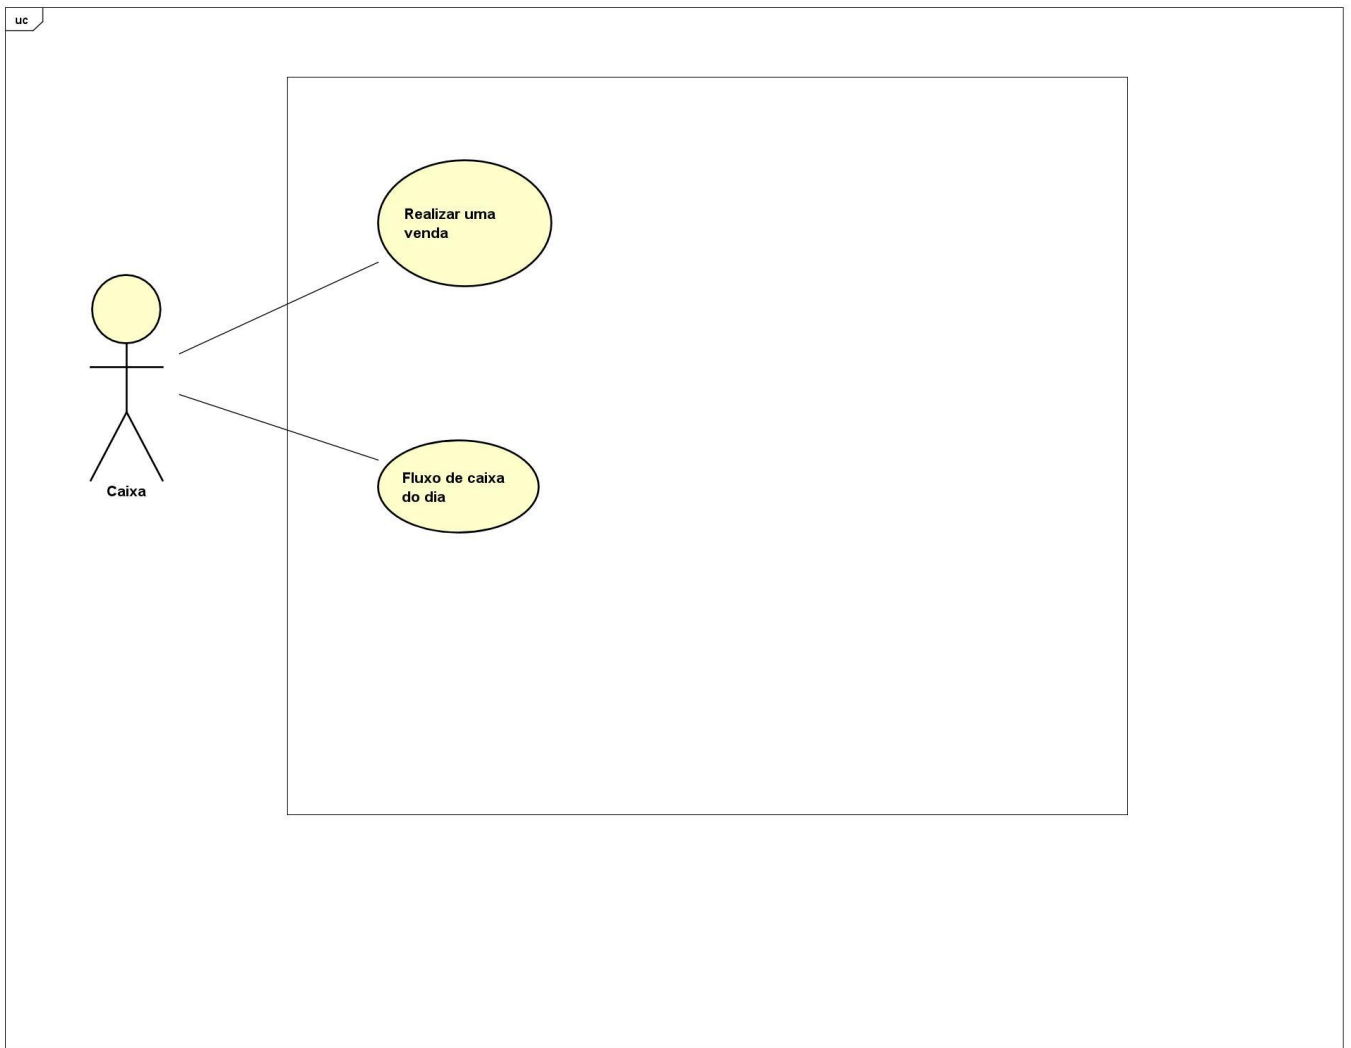 uc
Realizar uma
venda
Caixa
Fluxo de caixa
do dia